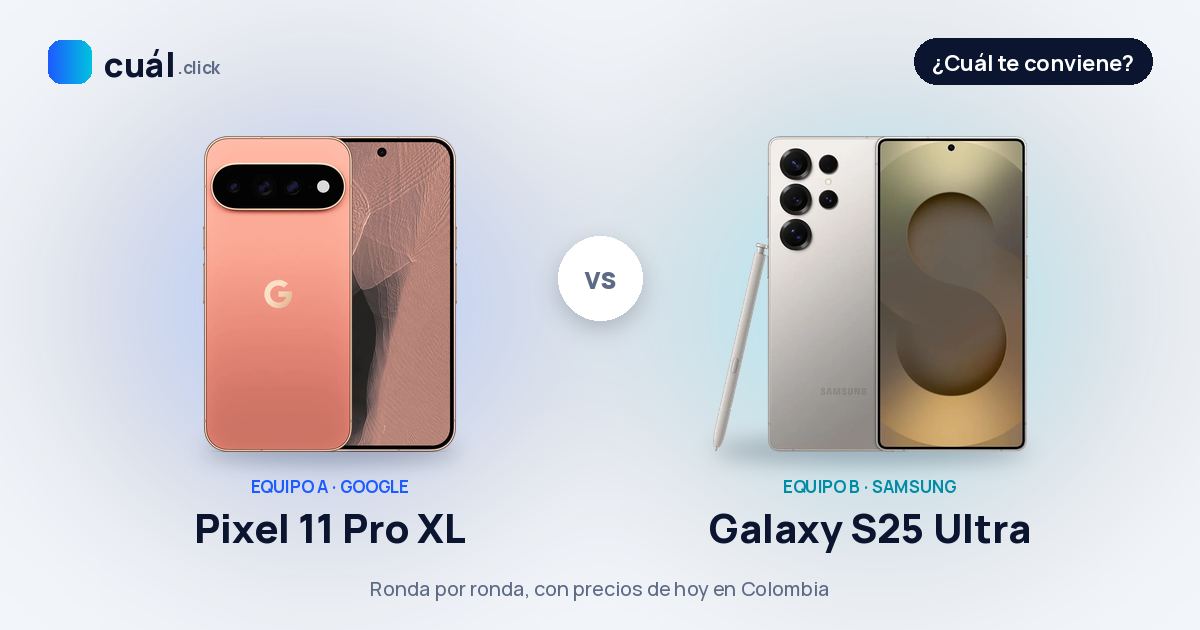 cuál.click
¿Cuál te conviene?
G
SAMSUNG
vs
EQUIPO A · GOOGLE
Pixel 11 Pro XL
EQUIPO B · SAMSUNG
Galaxy S25 Ultra
Ronda por ronda, con precios de hoy en Colombia